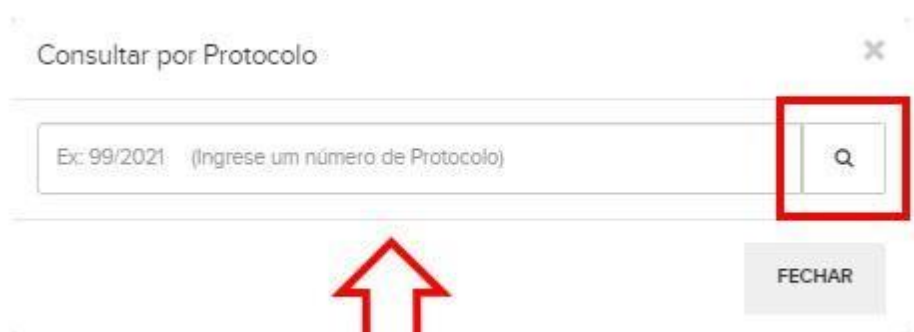 Consultar por Protocolo
Ex: 99/2021 (Ingrese um número de Protocolo)
FECHAR